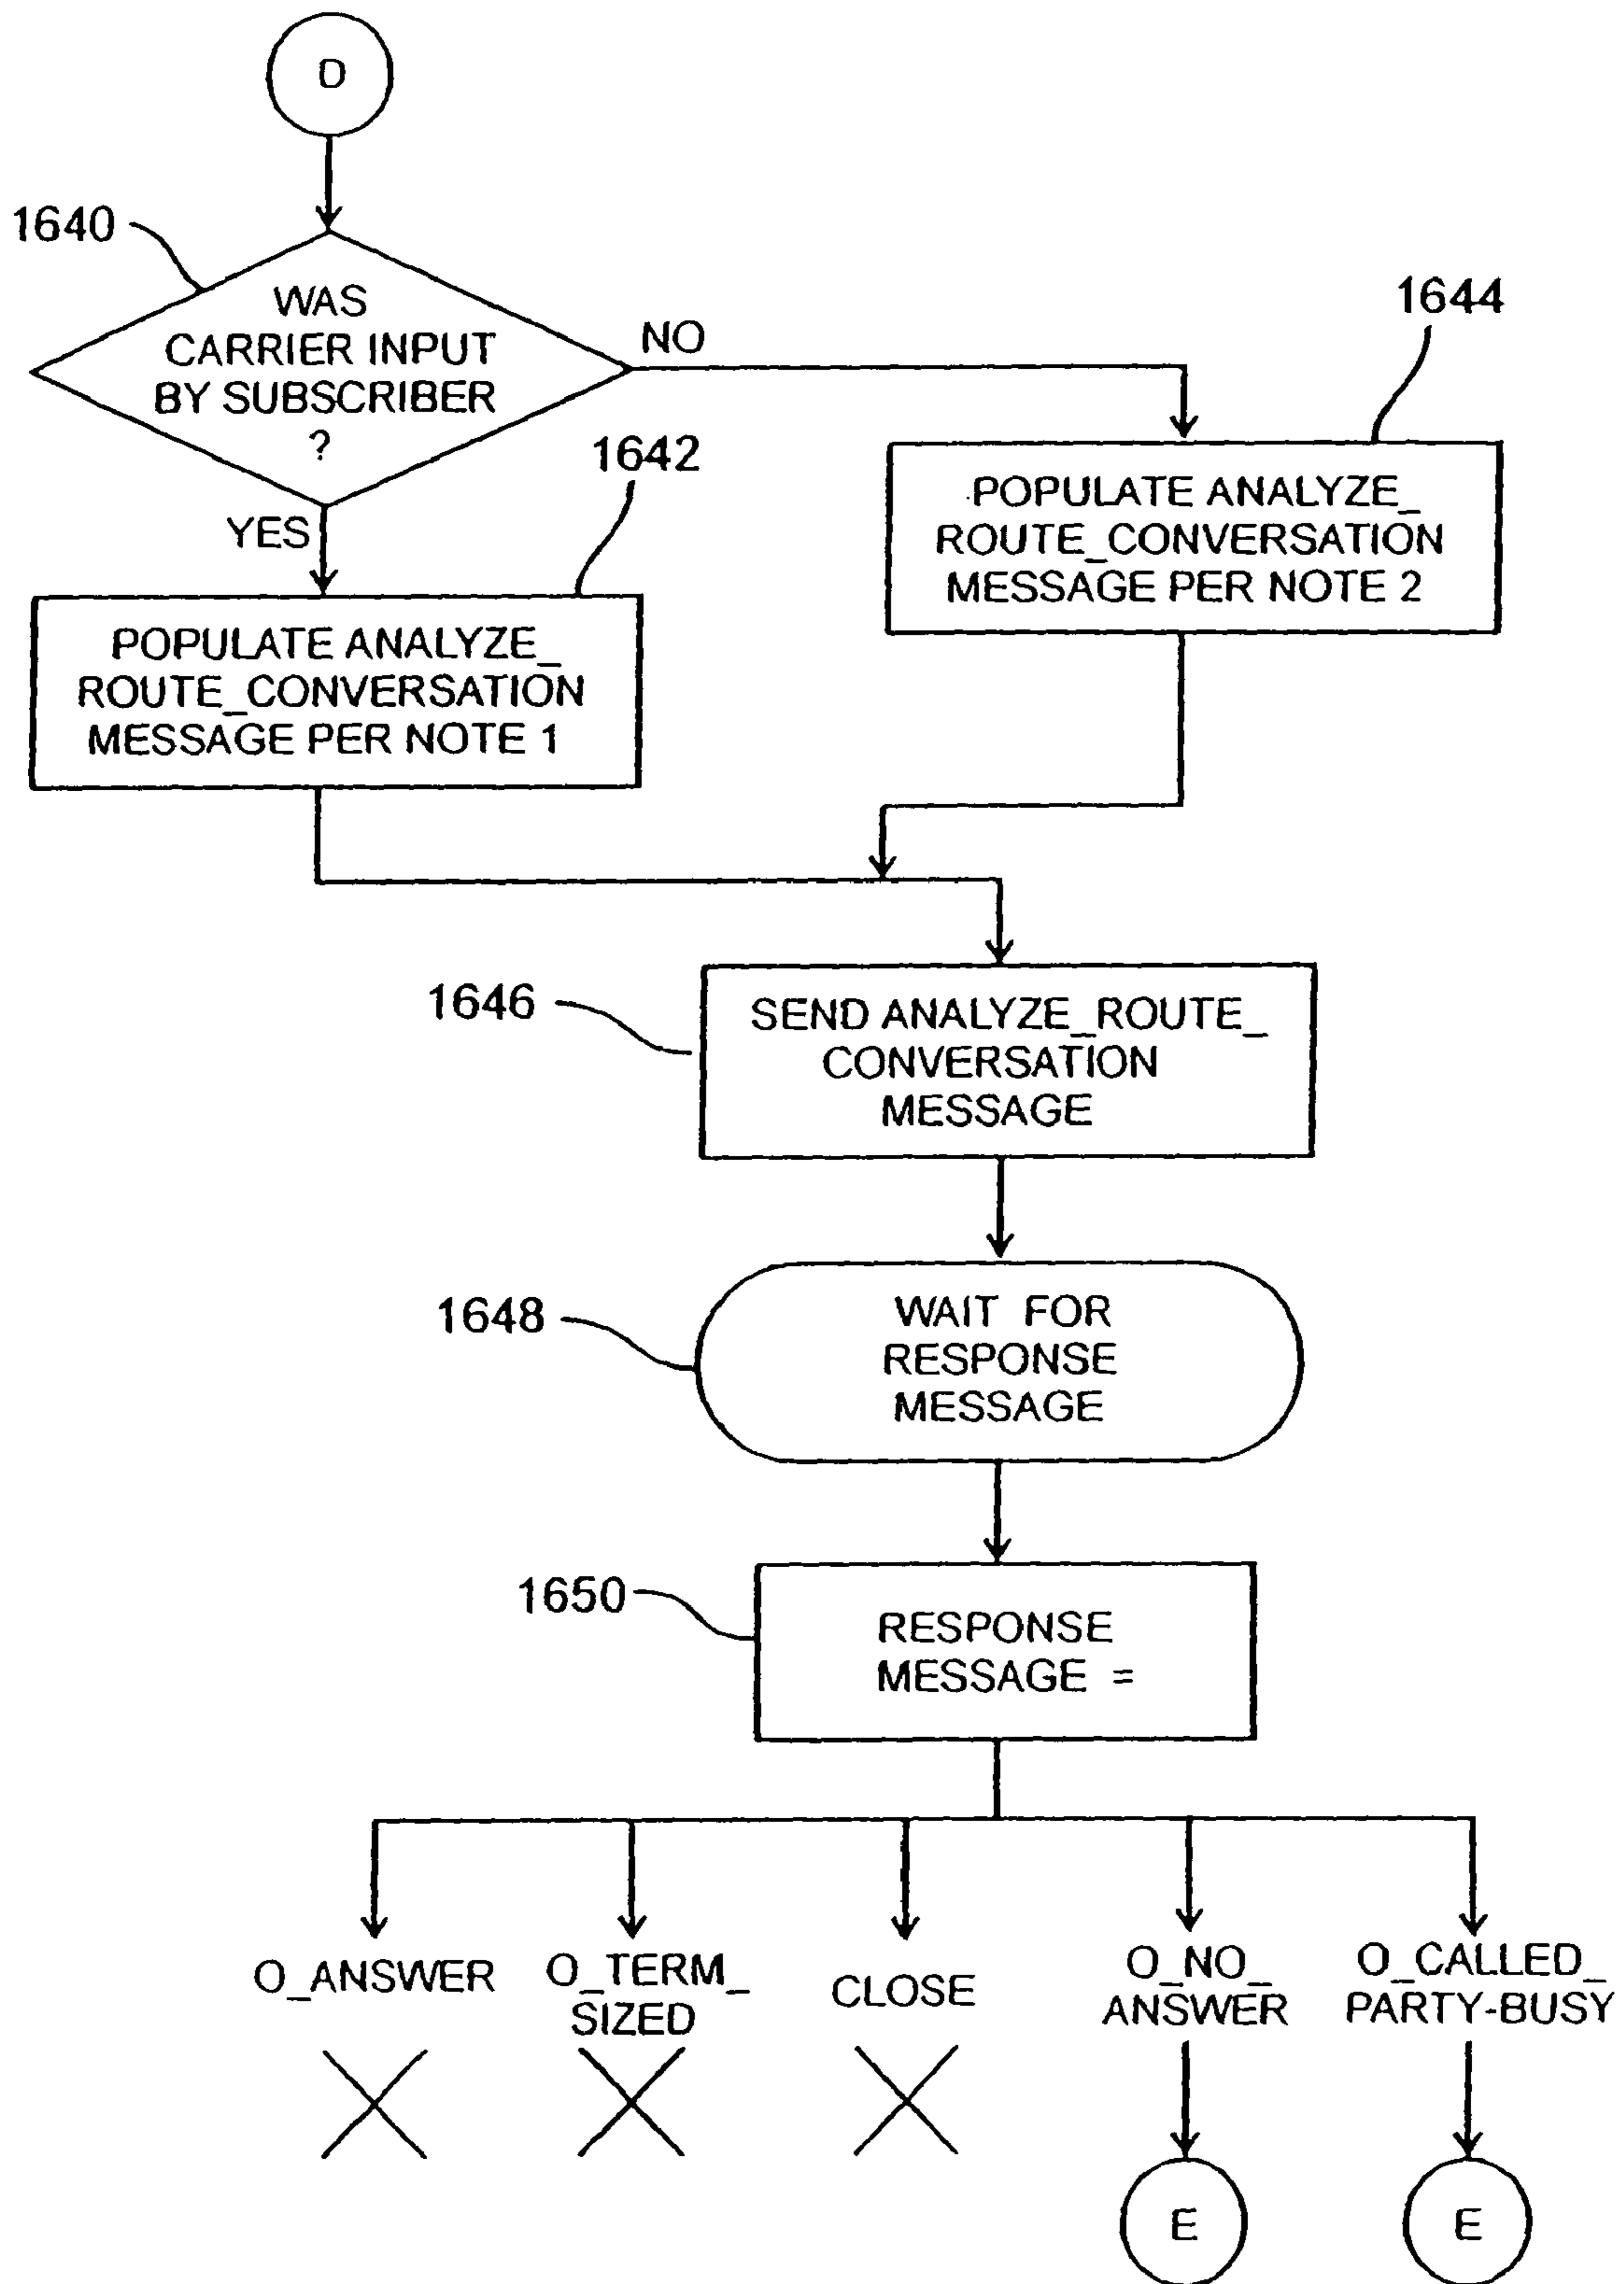 O
1640
WAS
CARRIER INPUT
BY SUBSCRIBER
?
NO
YES
1644
POPULATE ANALYZE_
ROUTE_CONVERSATION
MESSAGE PER NOTE 2
1642
POPULATE ANALYZE_
ROUTE_CONVERSATION
MESSAGE PER NOTE 1
1646
SEND ANALYZE_ROUTE_
CONVERSATION
MESSAGE
1648
WAIT FOR
RESPONSE
MESSAGE
1650
RESPONSE
MESSAGE =
O_ANSWER
O_TERM_
SIZED
CLOSE
O_NO_
ANSWER
O_CALLED_
PARTY-BUSY
E
E